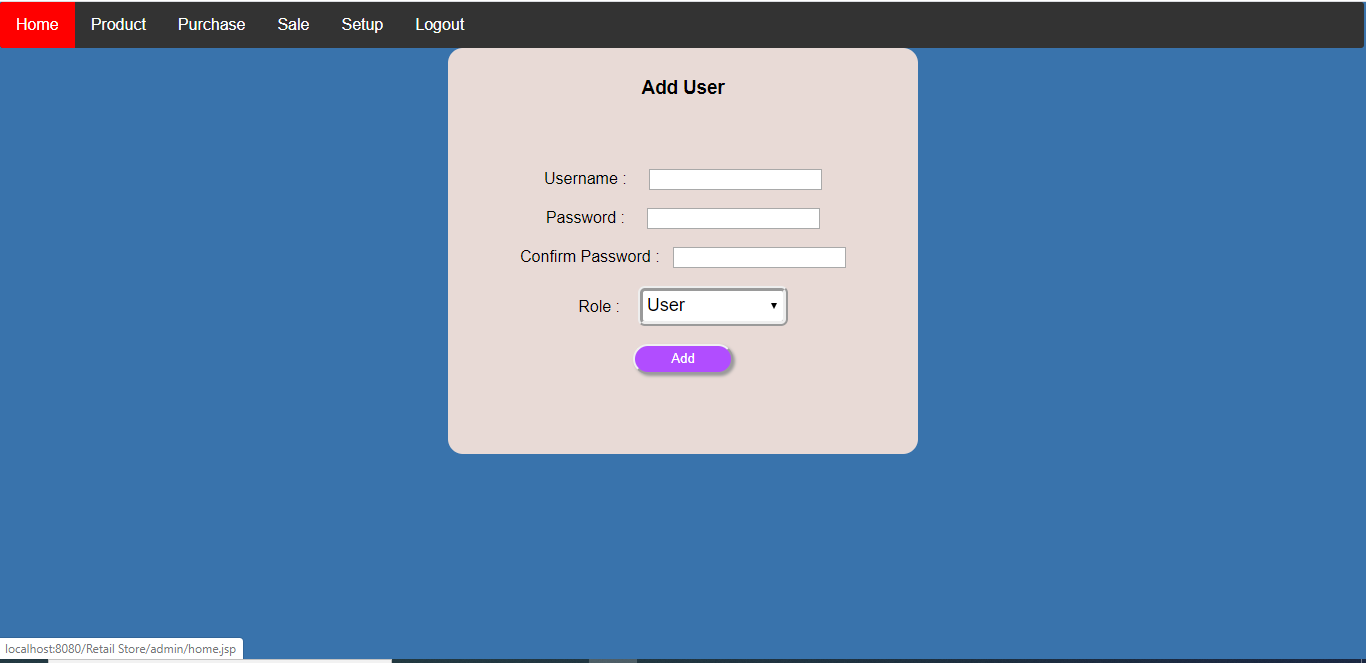 Home Product Purchase Sale Setup Logout
Add User
Username :
Password :
Confirm Password :
Role : User
Add
localhost:8080/Retail Store/admin/home.jsp